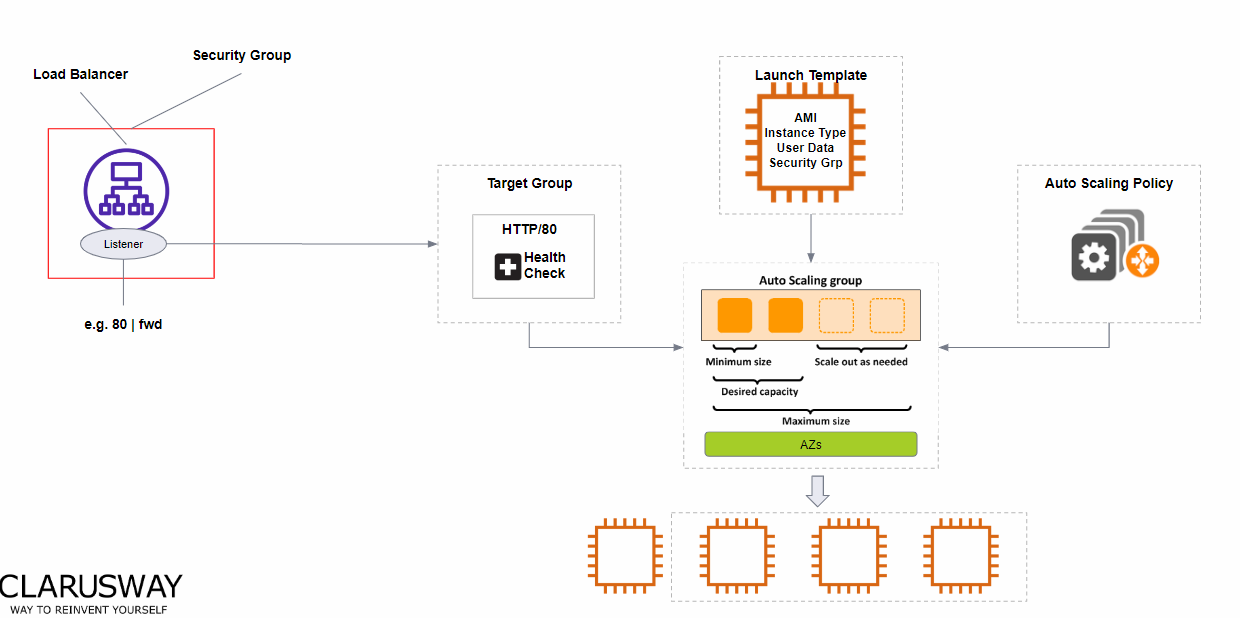 Security Group
Load Balancer
Listener
e.g. 80 | fwd
Target Group
HTTP/80
Health
Check
Launch Template
AMI
Instance Type
User Data
Security Grp
Auto Scaling Policy
Auto Scaling group
Minimum size
Scale out as needed
Desired capacity
Maximum size
AZs
CLARUSWAY
WAY TO REINVENT YOURSELF